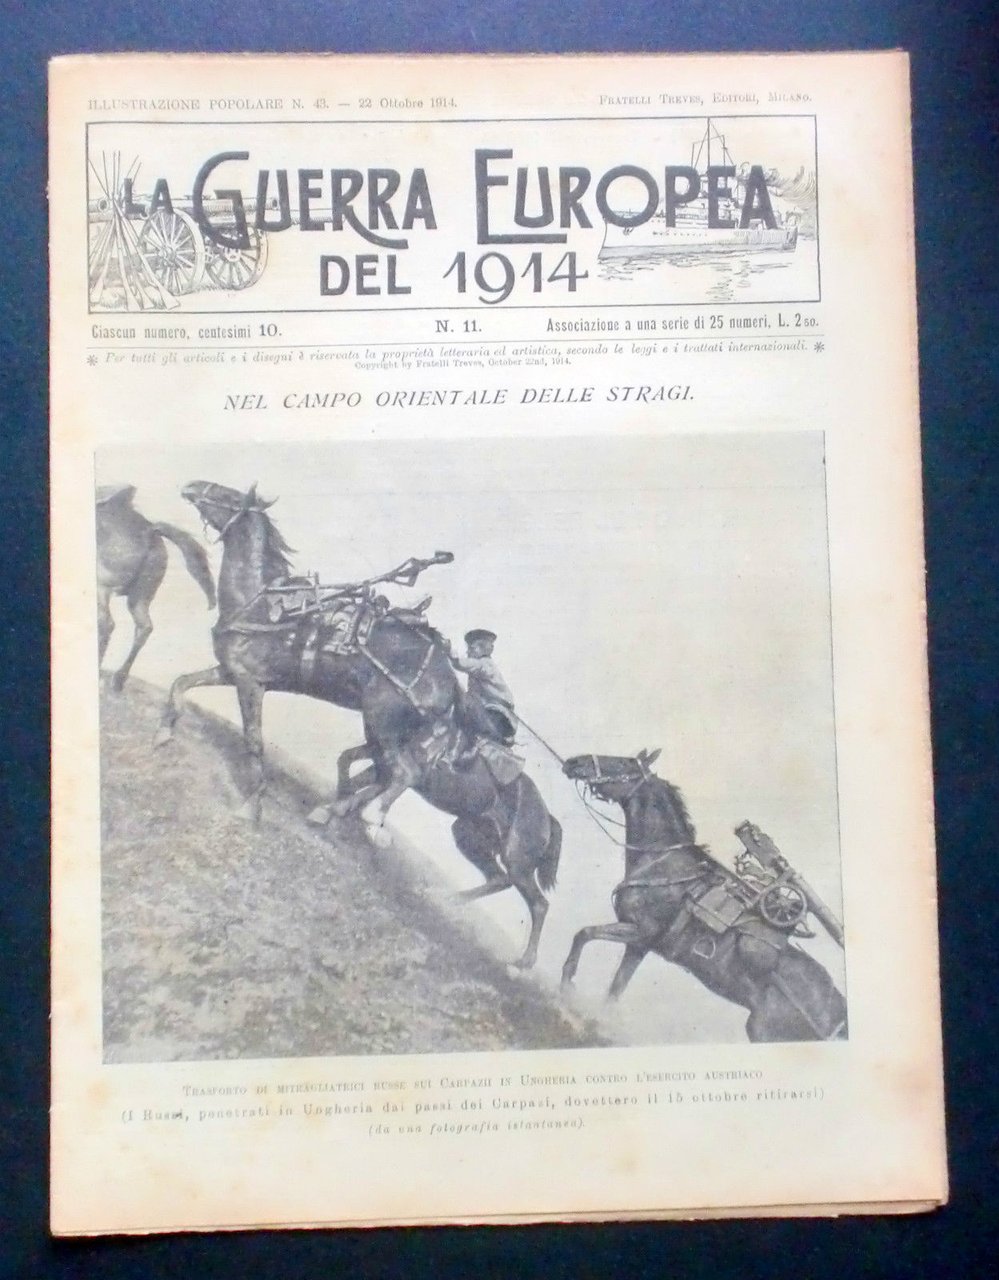 ILLUSTRAZIONE POPOLARE N. 43. — 22 Ottobre 1914.
FRATELLI TREVES, EDITORI, MILANO.
LA GUERRA EUROPEA
DEL 1914
Ciascun numero, centesimi 10.
N. 11.
Associazione a una serie di 25 numeri, L. 2 50.
* Per tutti gli articoli e i disegni è riservata la proprietà letteraria ed artistica, secondo le leggi e i trattati internazionali. *
Copyright by Fratelli Treves, October 22nd, 1914.
NEL CAMPO ORIENTALE DELLE STRAGI.
TRASPORTO DI MITRAGLIATRICI RUSSE SUI CARPAZII IN UNGHERIA CONTRO L'ESERCITO AUSTRIACO
(I Russi, penetrati in Ungheria dai passi dei Carpazi, dovettero il 15 ottobre ritirarsi)
(da una fotografia istantanea).